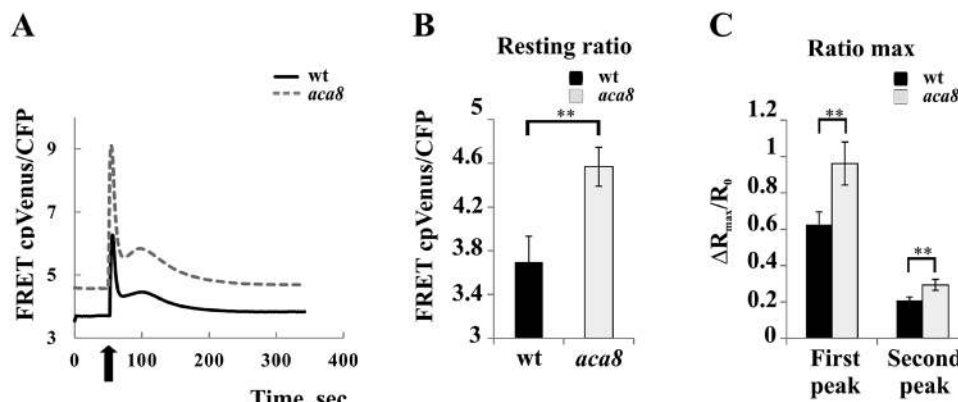 A
wt
aca8
FRET cpVenus/CFP
9
7
5
3
0
100
200
300
400
Time, sec
B
Resting ratio
wt
aca8
FRET cpVenus/CFP
5
4.6
4.2
3.8
3.4
3
**
wt
aca8
C
Ratio max
wt
aca8
ΔRmax/R0
1.2
1
0.8
0.6
0.4
0.2
0
**
**
First
peak
Second
peak